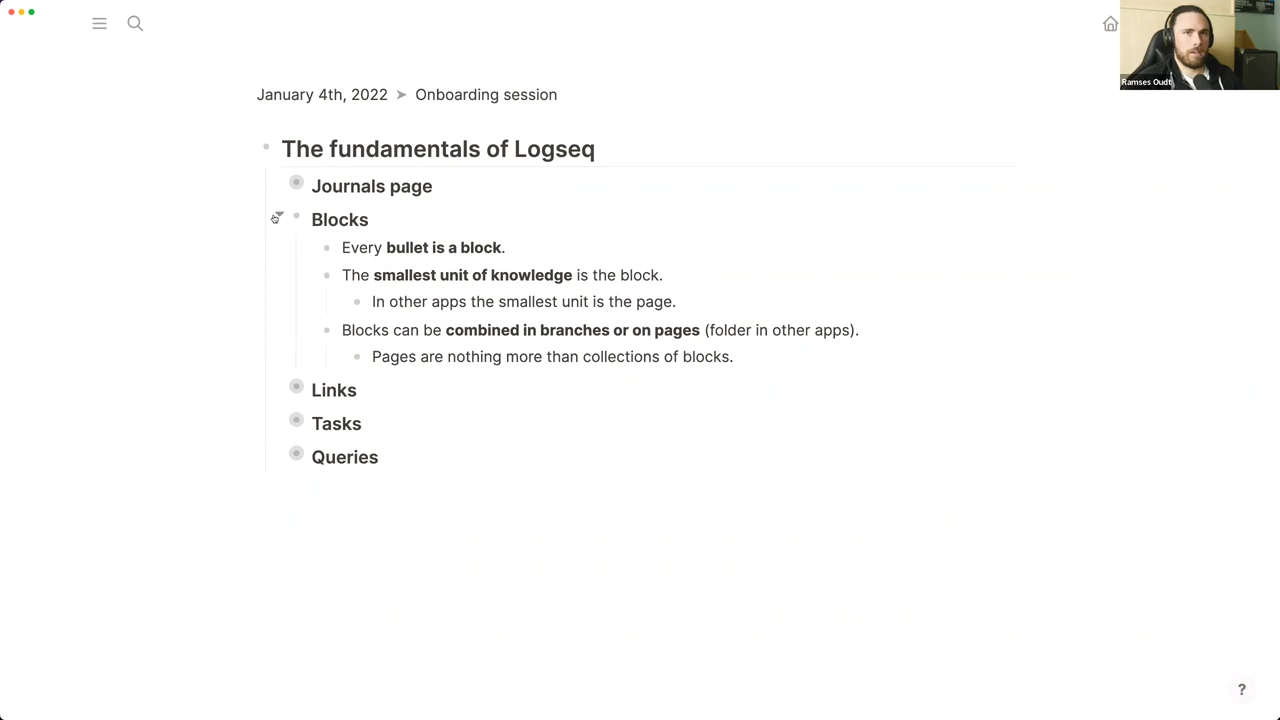 Ramses Oudt
January 4th, 2022 ➤ Onboarding session
The fundamentals of Logseq
Journals page
Blocks
Every bullet is a block.
The smallest unit of knowledge is the block.
In other apps the smallest unit is the page.
Blocks can be combined in branches or on pages (folder in other apps).
Pages are nothing more than collections of blocks.
Links
Tasks
Queries
?